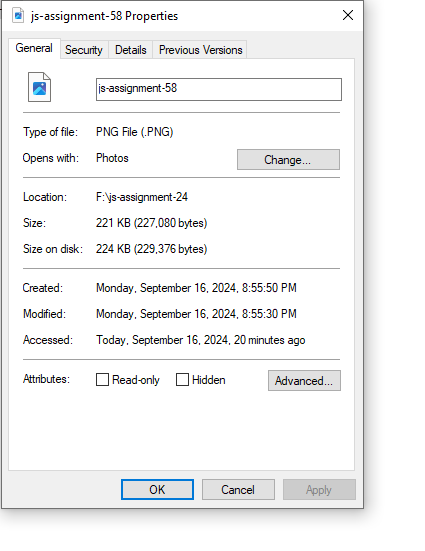 js-assignment-58 Properties
General Security Details Previous Versions
js-assignment-58
Type of file: PNG File (.PNG)
Opens with: Photos Change...
Location: F:\js-assignment-24
Size: 221 KB (227,080 bytes)
Size on disk: 224 KB (229,376 bytes)
Created: Monday, September 16, 2024, 8:55:50 PM
Modified: Monday, September 16, 2024, 8:55:30 PM
Accessed: Today, September 16, 2024, 20 minutes ago
Attributes: Read-only Hidden Advanced...
OK Cancel Apply